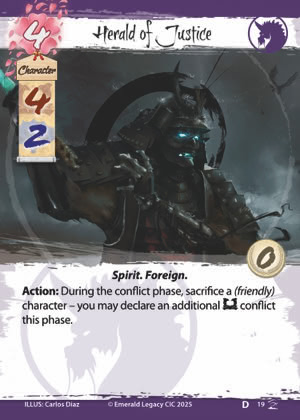 4
Herald of Justice
Character
4
2
0
Spirit. Foreign.
Action: During the conflict phase, sacrifice a (friendly)
character – you may declare an additional conflict
this phase.
ILLUS: Carlos Diaz © Emerald Legacy CIC 2025 D 19